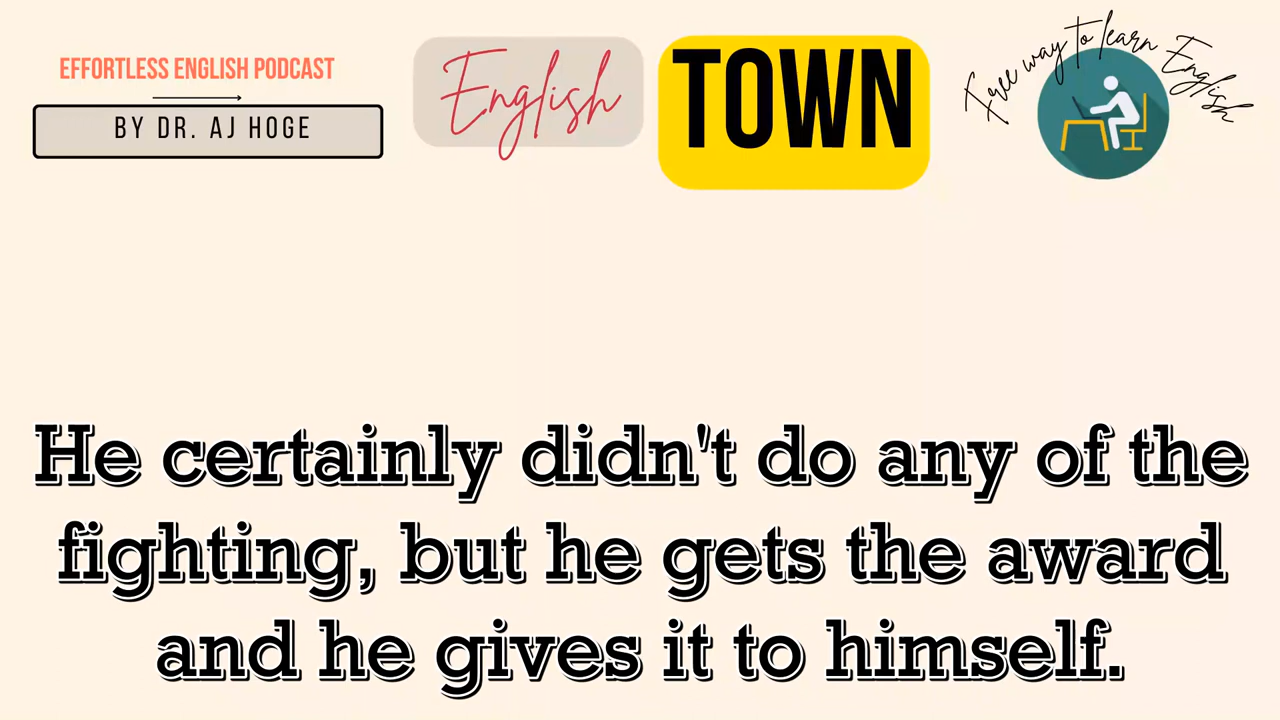 EFFORTLESS ENGLISH PODCAST
BY DR. AJ HOGE
English
TOWN
Free way to learn English
He certainly didn't do any of the
fighting, but he gets the award
and he gives it to himself.